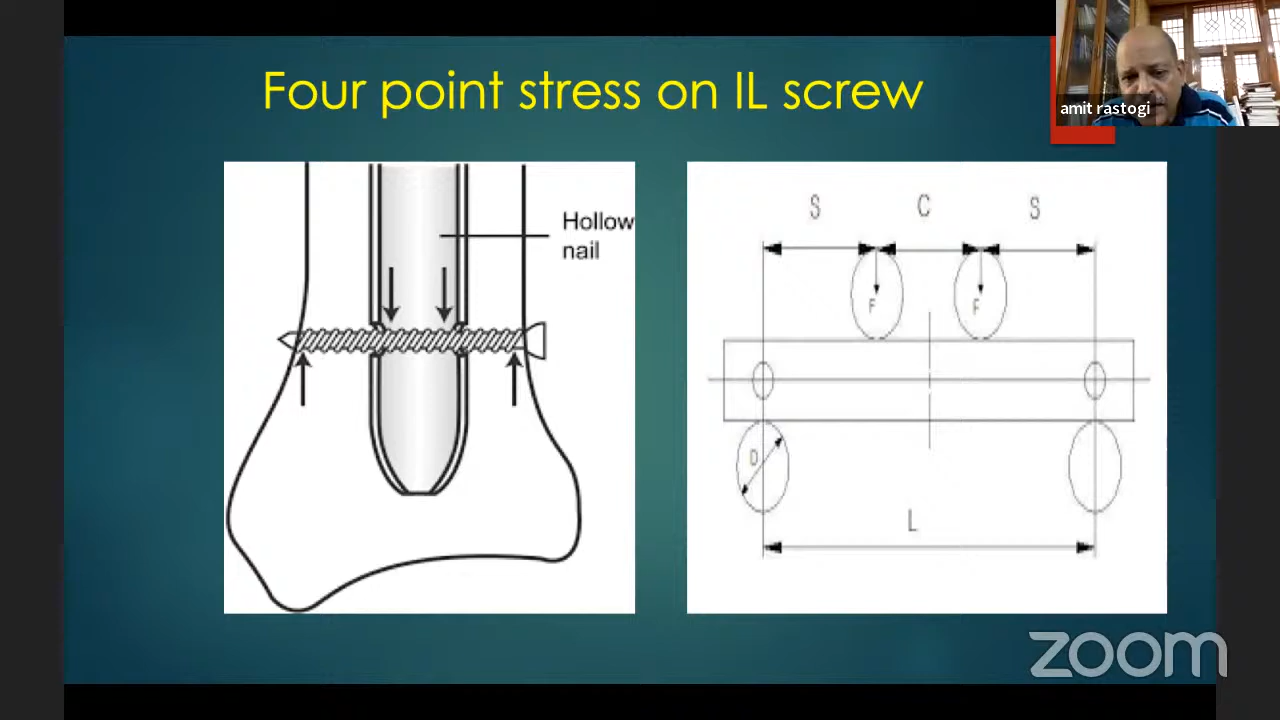 Four point stress on IL screw
amit rastogi
Hollow
nail
S
C
S
F
F
D
L
zoom